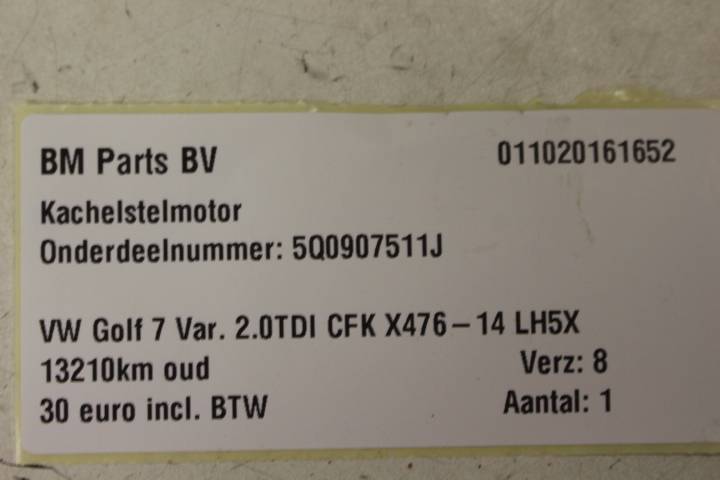 BM Parts BV 011020161652
Kachelstelmotor
Onderdeelnummer: 5Q0907511J
VW Golf 7 Var. 2.0TDI CFK X476-14 LH5X
13210km oud Verz: 8
30 euro incl. BTW Aantal: 1